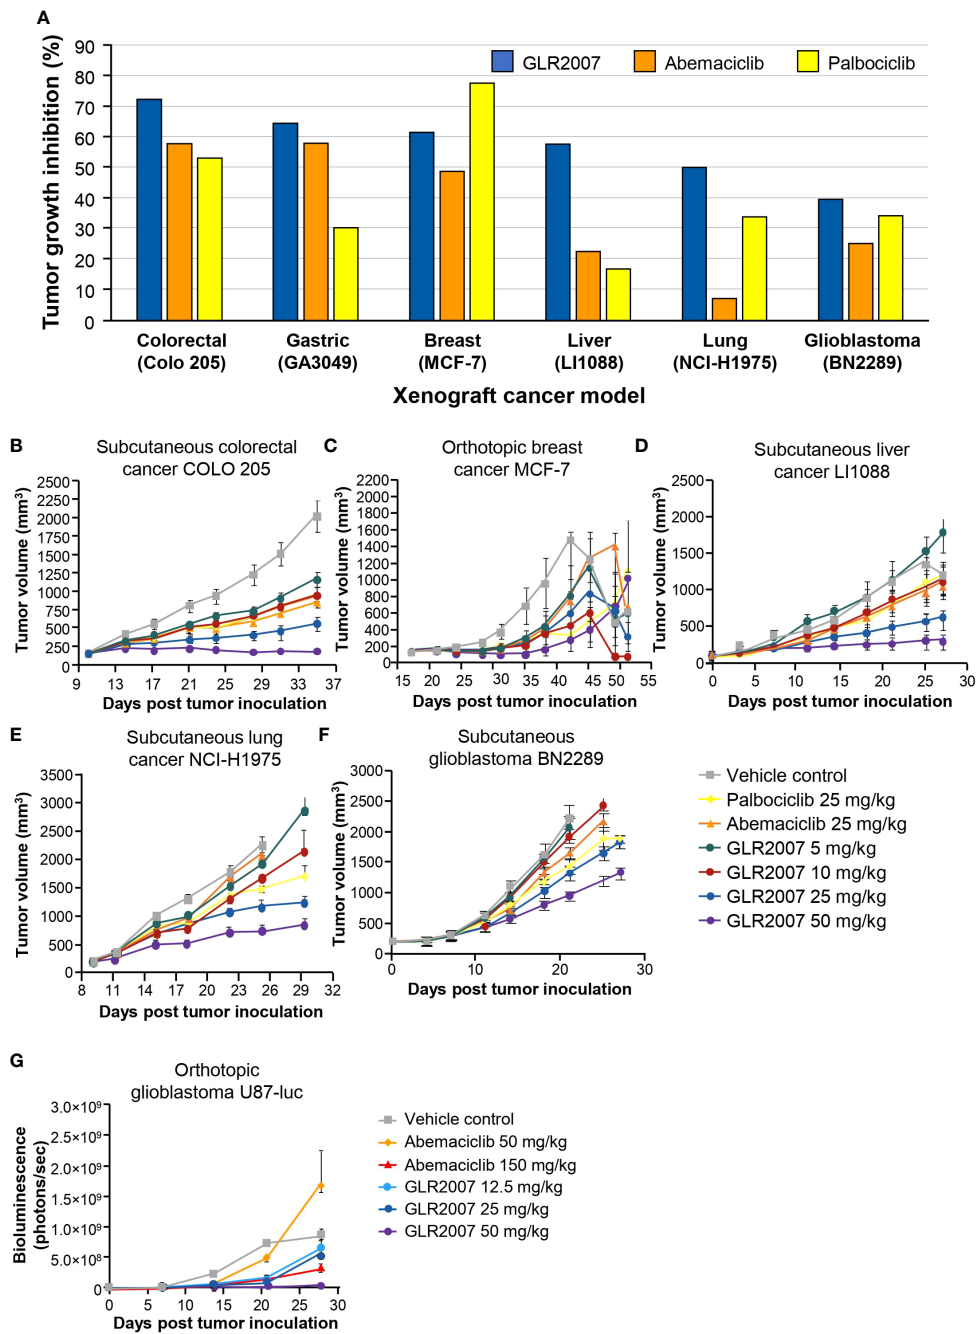 A
Tumor growth inhibition (%)
90
80
70
60
50
40
30
20
10
0
GLR2007
Abemaciclib
Palbociclib
Colorectal
(Colo 205)
Gastric
(GA3049)
Breast
(MCF-7)
Liver
(LI1088)
Lung
(NCI-H1975)
Glioblastoma
(BN2289)
Xenograft cancer model
B
Subcutaneous colorectal
cancer COLO 205
Tumor volume (mm³)
2500
2250
2000
1750
1500
1250
1000
750
500
250
0
9 13 17 21 25 29 33 37
Days post tumor inoculation
C
Orthotopic breast
cancer MCF-7
Tumor volume (mm³)
2200
2000
1800
1600
1400
1200
1000
800
600
400
200
0
15 20 25 30 35 40 45 50 55
Days post tumor inoculation
D
Subcutaneous liver
cancer LI1088
Tumor volume (mm³)
2500
2000
1500
1000
500
0
0 5 10 15 20 25 30
Days post tumor inoculation
E
Subcutaneous lung
cancer NCI-H1975
Tumor volume (mm³)
3500
3000
2500
2000
1500
1000
500
0
8 11 14 17 20 23 26 29 32
Days post tumor inoculation
F
Subcutaneous
glioblastoma BN2289
Tumor volume (mm³)
3000
2500
2000
1500
1000
500
0
0 10 20 30
Days post tumor inoculation
Vehicle control
Palbociclib 25 mg/kg
Abemaciclib 25 mg/kg
GLR2007 5 mg/kg
GLR2007 10 mg/kg
GLR2007 25 mg/kg
GLR2007 50 mg/kg
G
Orthotopic
glioblastoma U87-luc
Bioluminescence
(photons/sec)
3.0×10⁹
2.5×10⁹
2.0×10⁹
1.5×10⁹
1.0×10⁹
5.0×10⁸
0
0 5 10 15 20 25 30
Days post tumor inoculation
Vehicle control
Abemaciclib 50 mg/kg
Abemaciclib 150 mg/kg
GLR2007 12.5 mg/kg
GLR2007 25 mg/kg
GLR2007 50 mg/kg